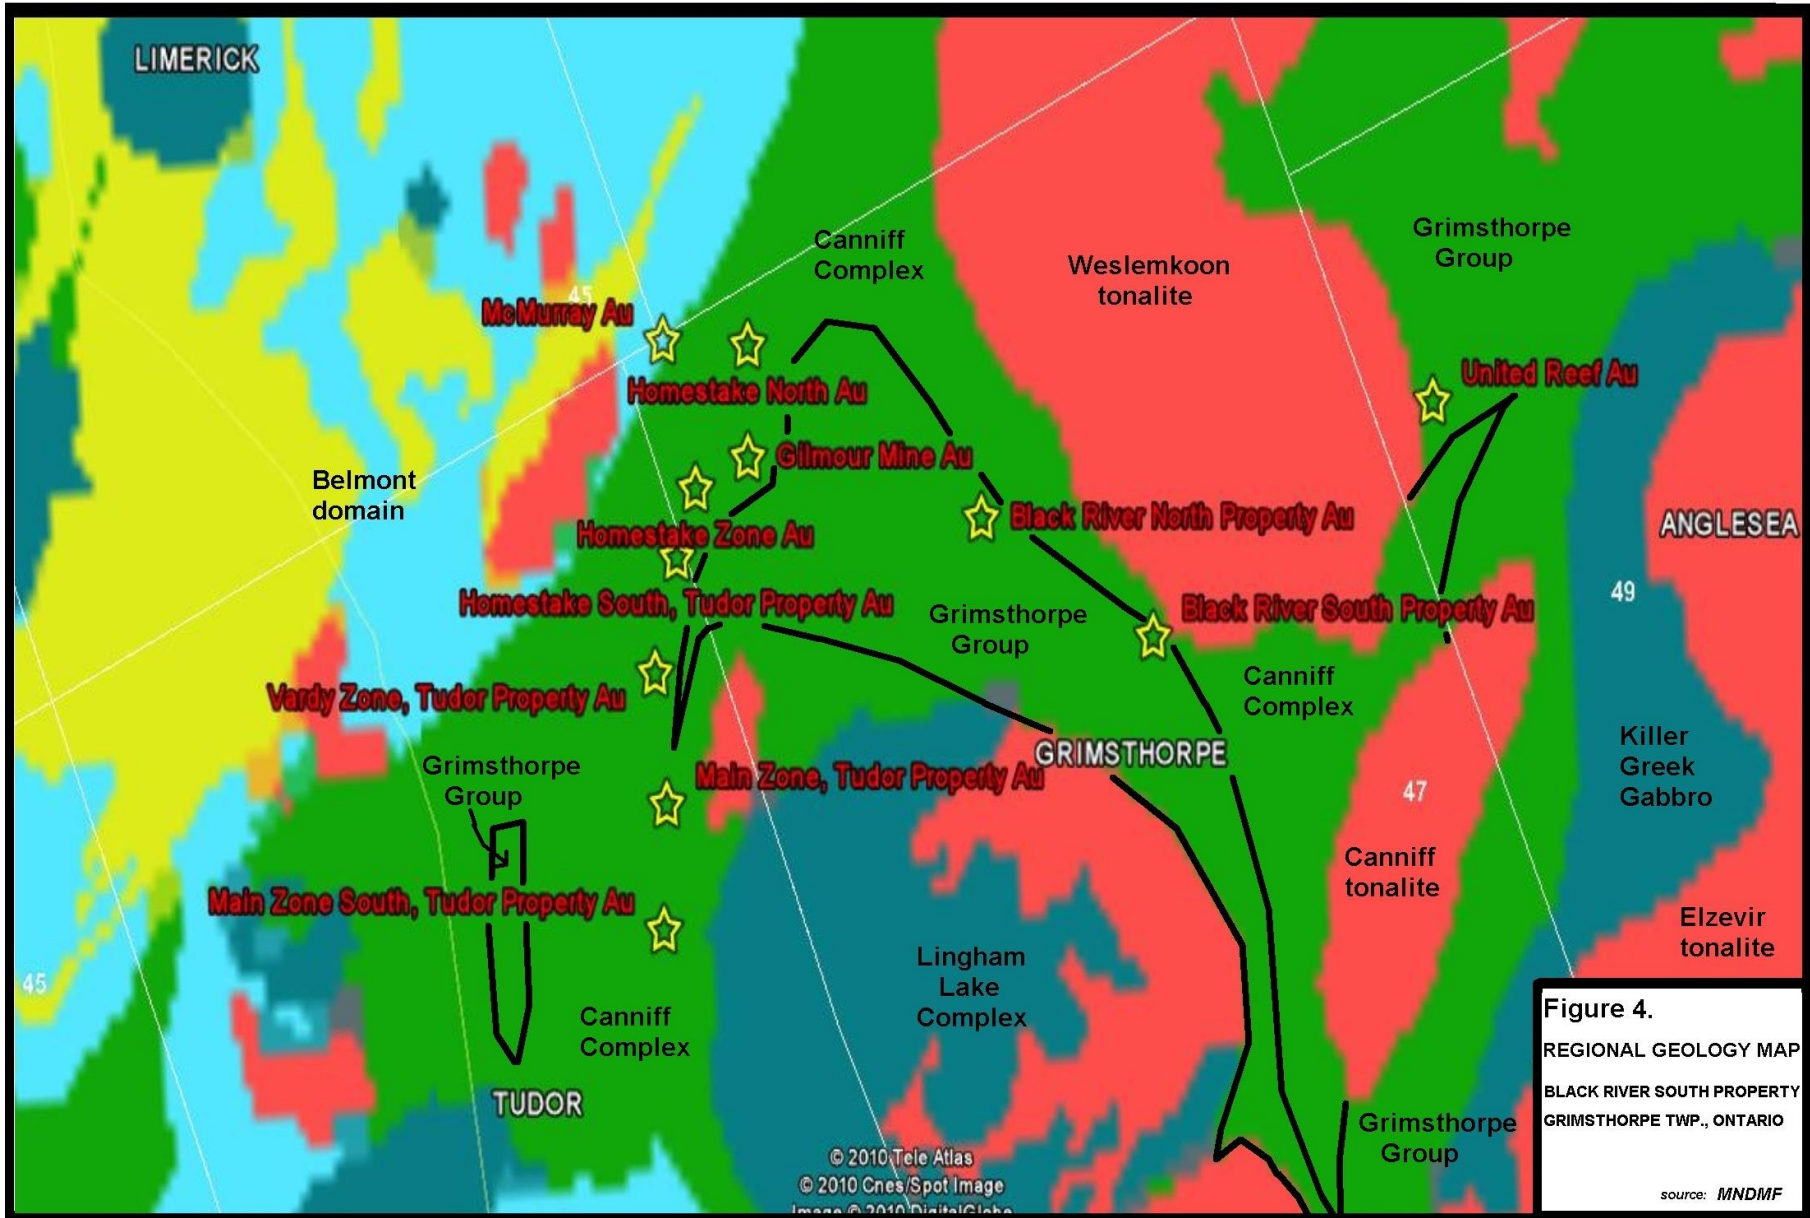 LIMERICK
Canniff
Complex
Weslemkoon
tonalite
Grimsthorpe
Group
45
McMurray Au
Homestake North Au
United Reef Au
Gilmour Mine Au
Belmont
domain
Homestake Zone Au
Black River North Property Au
ANGLESEA
49
Homestake South, Tudor Property Au
Grimsthorpe
Group
Black River South Property Au
Canniff
Complex
Vardy Zone, Tudor Property Au
Grimsthorpe
Group
Main Zone, Tudor Property Au
GRIMSTHORPE
Killer
Greek
Gabbro
47
Canniff
tonalite
Main Zone South, Tudor Property Au
Elzevir
tonalite
45
Lingham
Lake
Complex
Canniff
Complex
TUDOR
Grimsthorpe
Group
© 2010 Tele Atlas
© 2010 Cnes/Spot Image
Image © 2010 DigitalGlobe
Figure 4.
REGIONAL GEOLOGY MAP
BLACK RIVER SOUTH PROPERTY
GRIMSTHORPE TWP., ONTARIO
source: MNDMF